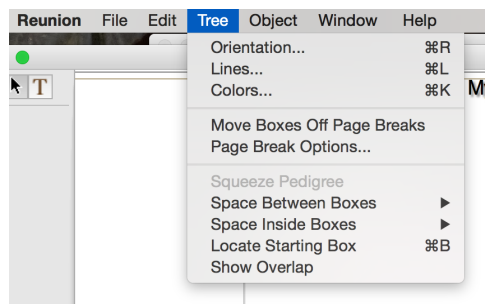 Reunion File Edit Tree Object Window Help
Orientation... ⌘R
Lines... ⌘L
Colors... ⌘K
T
Move Boxes Off Page Breaks
Page Break Options...
Squeeze Pedigree
Space Between Boxes ▶
Space Inside Boxes ▶
Locate Starting Box ⌘B
Show Overlap